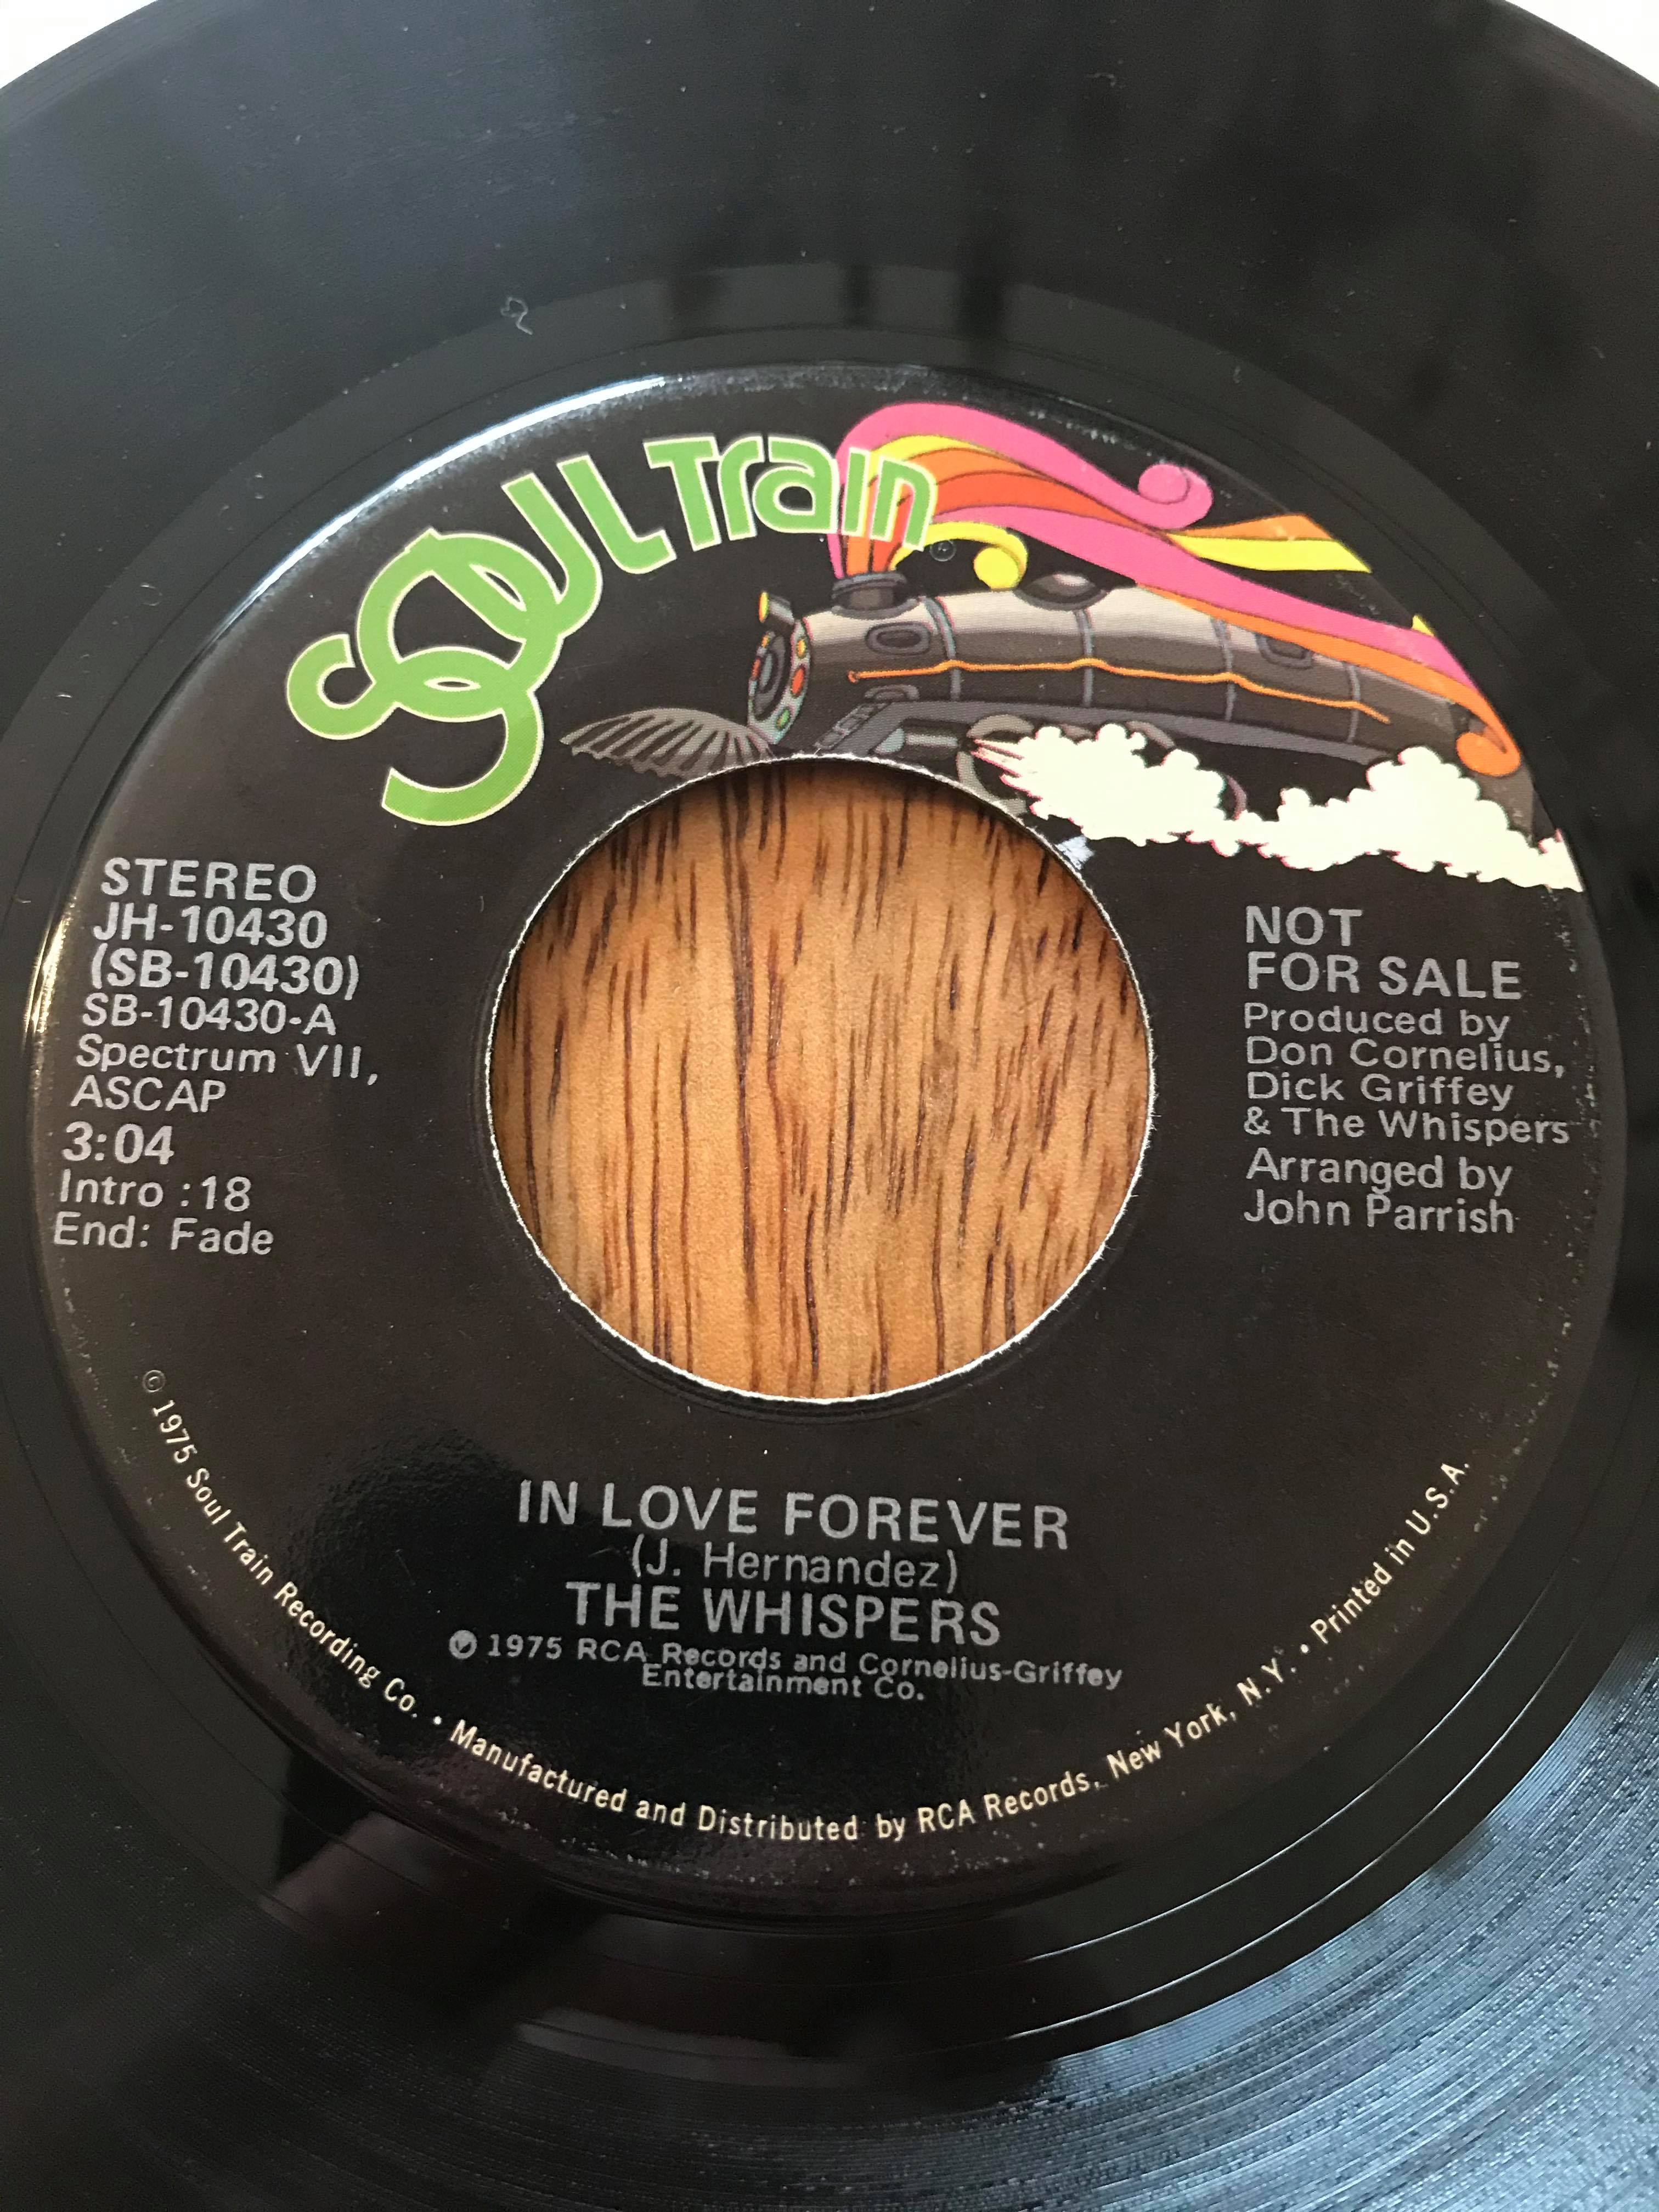 SOUL Train
STEREO
JH-10430
(SB-10430)
SB-10430-A
Spectrum VII,
ASCAP
3:04
Intro :18
End: Fade
NOT
FOR SALE
Produced by
Don Cornelius,
Dick Griffey
& The Whispers
Arranged by
John Parrish
IN LOVE FOREVER
(J. Hernandez)
THE WHISPERS
℗ 1975 RCA Records and Cornelius-Griffey
Entertainment Co.
© 1975 Soul Train Recording Co. • Manufactured and Distributed by RCA Records, New York, N.Y. • Printed in U.S.A.